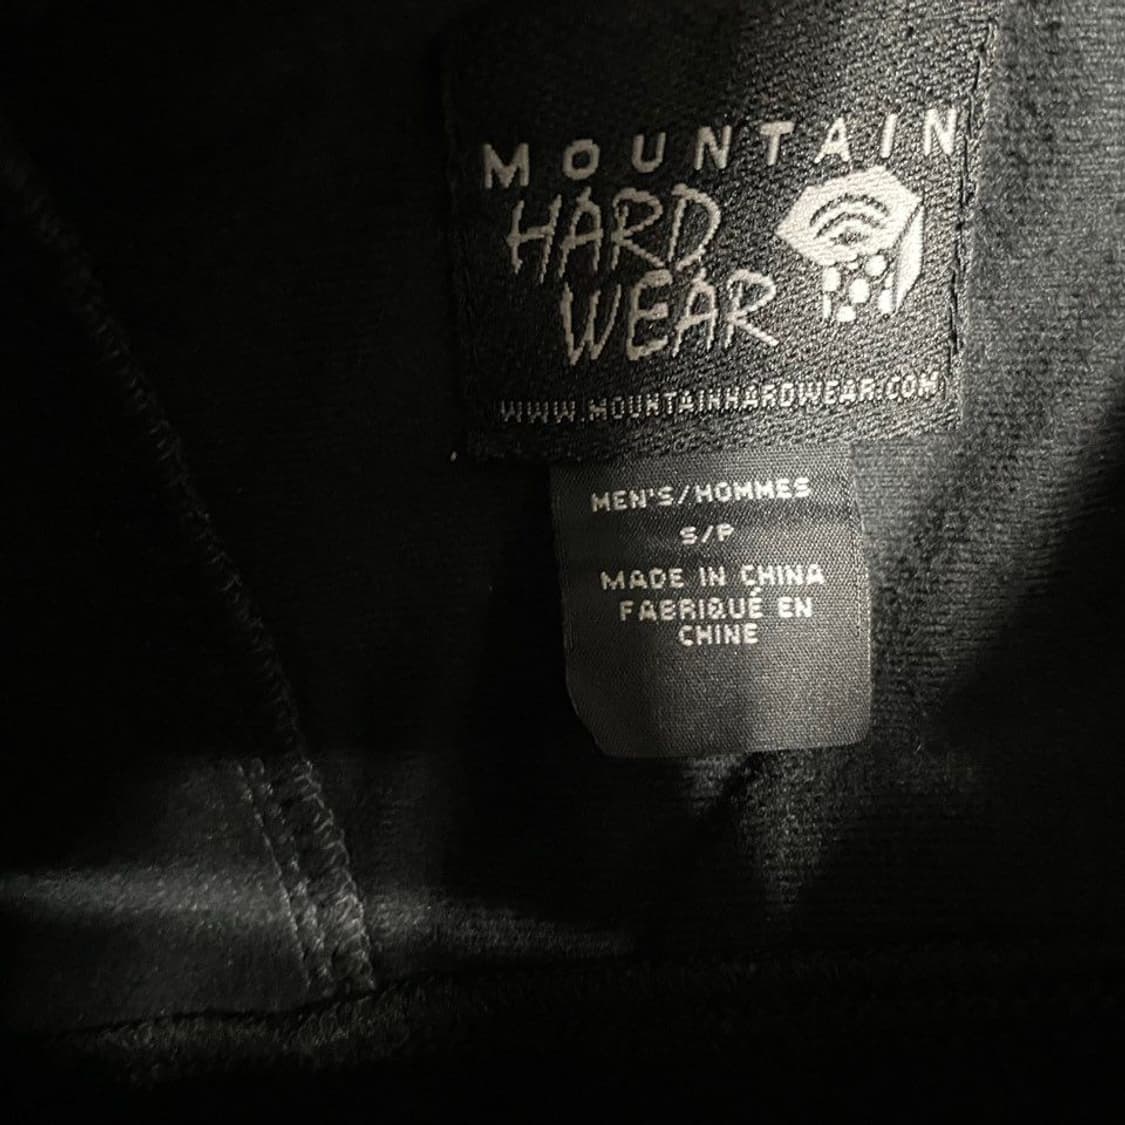 MOUNTAIN
HARD
WEAR
WWW.MOUNTAINHARDWEAR.COM
MEN'S/HOMMES
S/P
MADE IN CHINA
FABRIQUÉ EN
CHINE